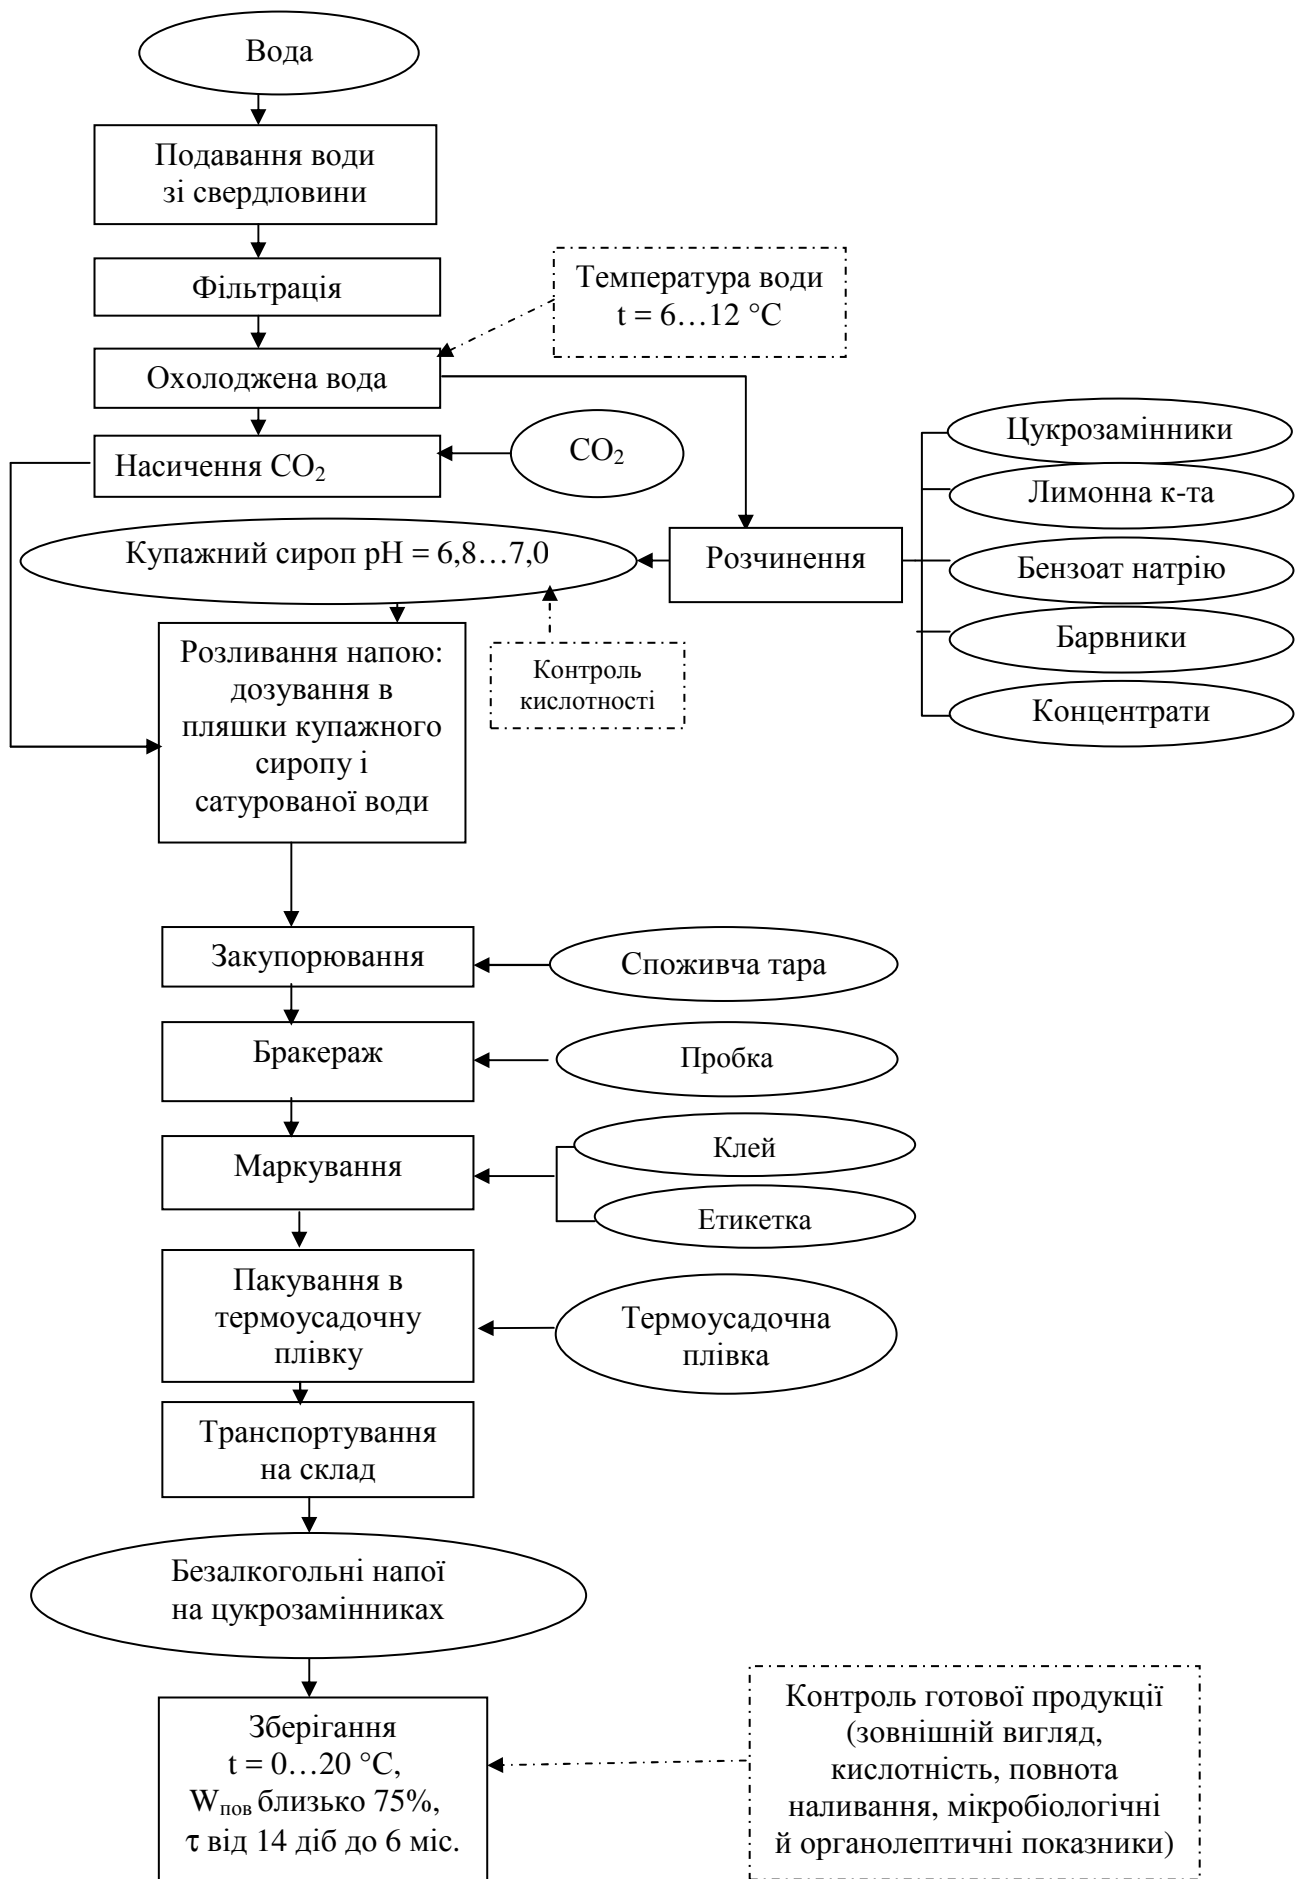 Вода
Подавання води
зі свердловини
Фільтрація
Температура води
t = 6…12 °C
Охолоджена вода
Насичення CO₂
CO₂
Цукрозамінники
Лимонна к-та
Бензоат натрію
Барвники
Концентрати
Розчинення
Купажний сироп pH = 6,8…7,0
Контроль
кислотності
Розливання напою:
дозування в
пляшки купажного
сиропу і
сатурованої води
Закупорювання
Споживча тара
Бракераж
Пробка
Маркування
Клей
Етикетка
Пакування в
термоусадочну
плівку
Термоусадочна
плівка
Транспортування
на склад
Безалкогольні напої
на цукрозамінниках
Зберігання
t = 0…20 °C,
Wпов близько 75%,
τ від 14 діб до 6 міс.
Контроль готової продукції
(зовнішній вигляд,
кислотність, повнота
наливання, мікробіологічні
й органолептичні показники)